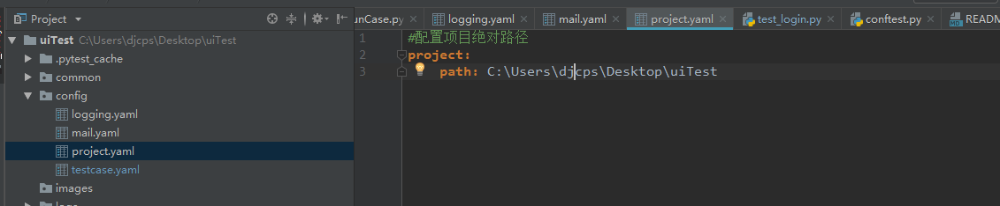 Project
unCase.py
logging.yaml
mail.yaml
project.yaml
test_login.py
conftest.py
READM
uiTest C:\Users\djcps\Desktop\uiTest
.pytest_cache
common
config
logging.yaml
mail.yaml
project.yaml
testcase.yaml
images
1 #配置项目绝对路径
2 project:
3 path: C:\Users\djcps\Desktop\uiTest